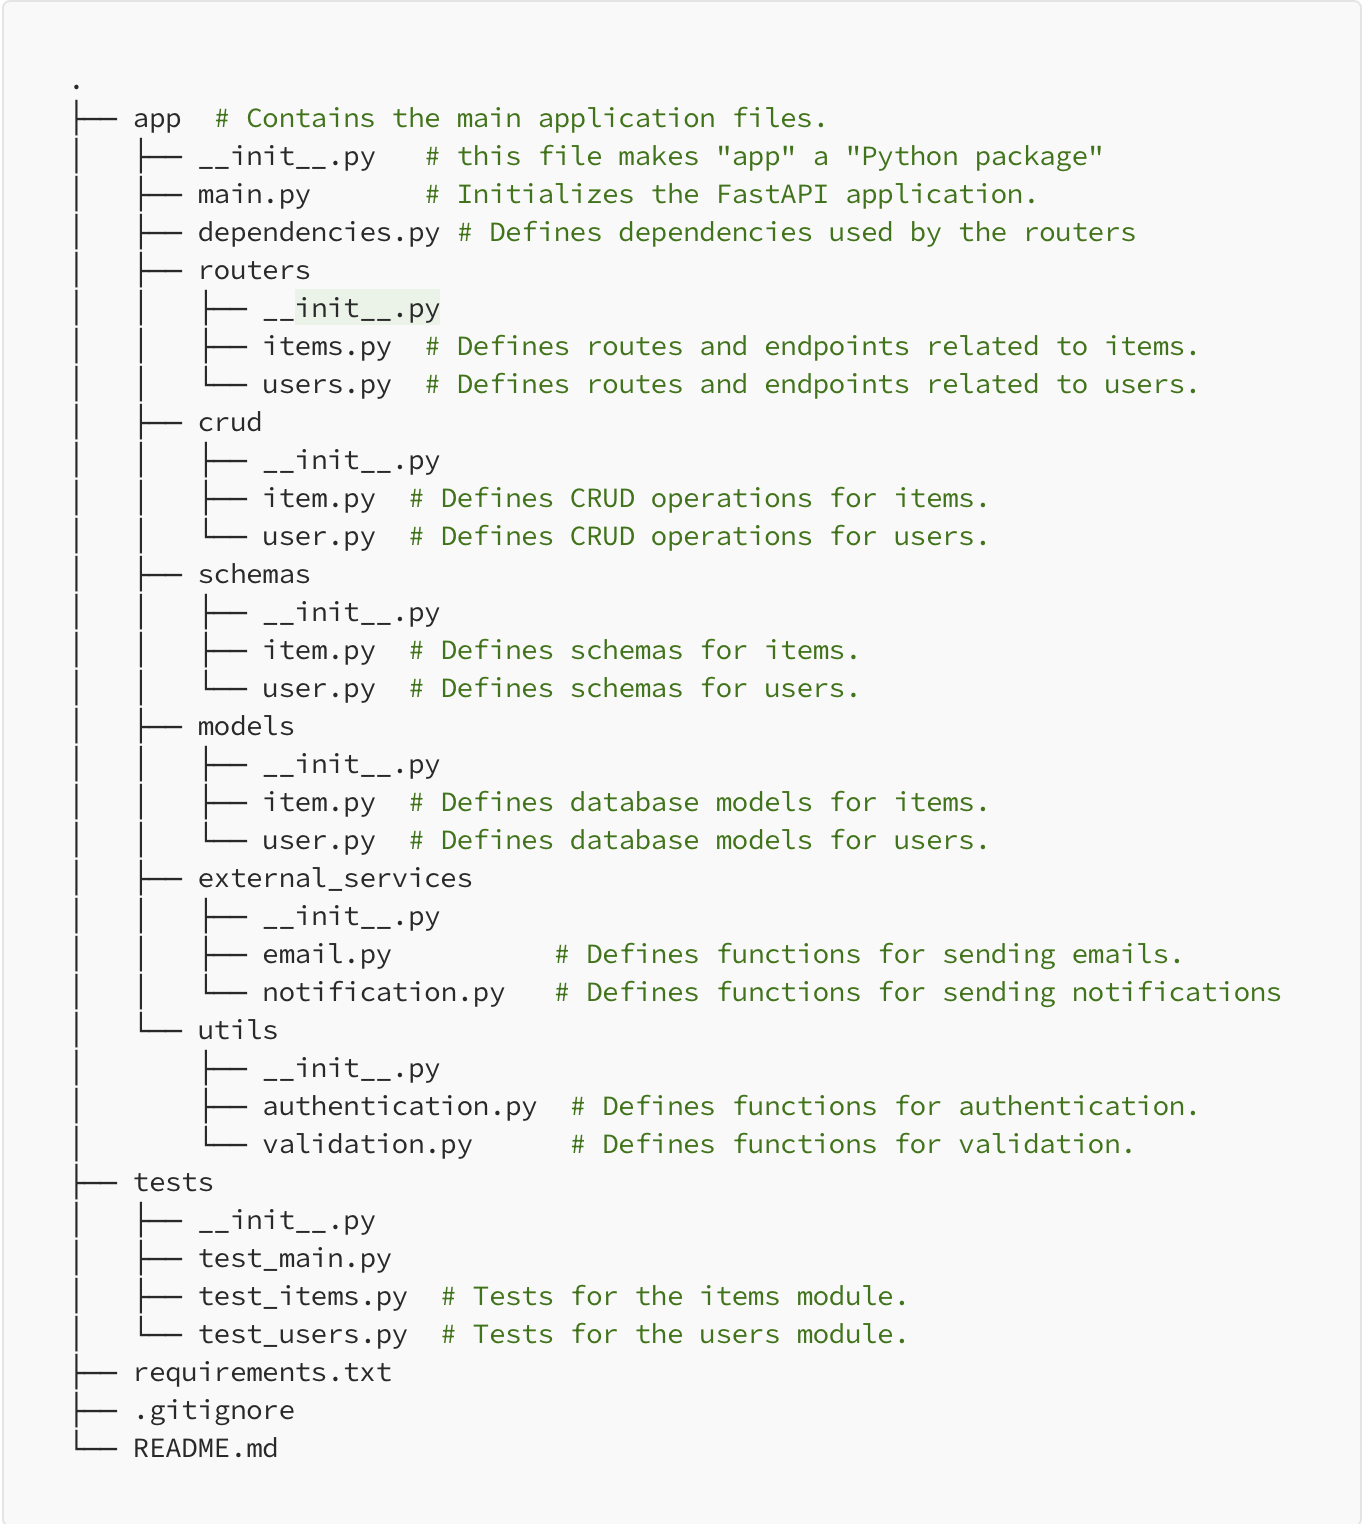 .
├── app  # Contains the main application files.
│   ├── __init__.py   # this file makes "app" a "Python package"
│   ├── main.py       # Initializes the FastAPI application.
│   ├── dependencies.py # Defines dependencies used by the routers
│   ├── routers
│   │   ├── __init__.py
│   │   ├── items.py  # Defines routes and endpoints related to items.
│   │   └── users.py  # Defines routes and endpoints related to users.
│   ├── crud
│   │   ├── __init__.py
│   │   ├── item.py  # Defines CRUD operations for items.
│   │   └── user.py  # Defines CRUD operations for users.
│   ├── schemas
│   │   ├── __init__.py
│   │   ├── item.py  # Defines schemas for items.
│   │   └── user.py  # Defines schemas for users.
│   ├── models
│   │   ├── __init__.py
│   │   ├── item.py  # Defines database models for items.
│   │   └── user.py  # Defines database models for users.
│   ├── external_services
│   │   ├── __init__.py
│   │   ├── email.py          # Defines functions for sending emails.
│   │   └── notification.py   # Defines functions for sending notifications
│   └── utils
│       ├── __init__.py
│       ├── authentication.py  # Defines functions for authentication.
│       └── validation.py      # Defines functions for validation.
├── tests
│   ├── __init__.py
│   ├── test_main.py
│   ├── test_items.py  # Tests for the items module.
│   └── test_users.py  # Tests for the users module.
├── requirements.txt
├── .gitignore
└── README.md